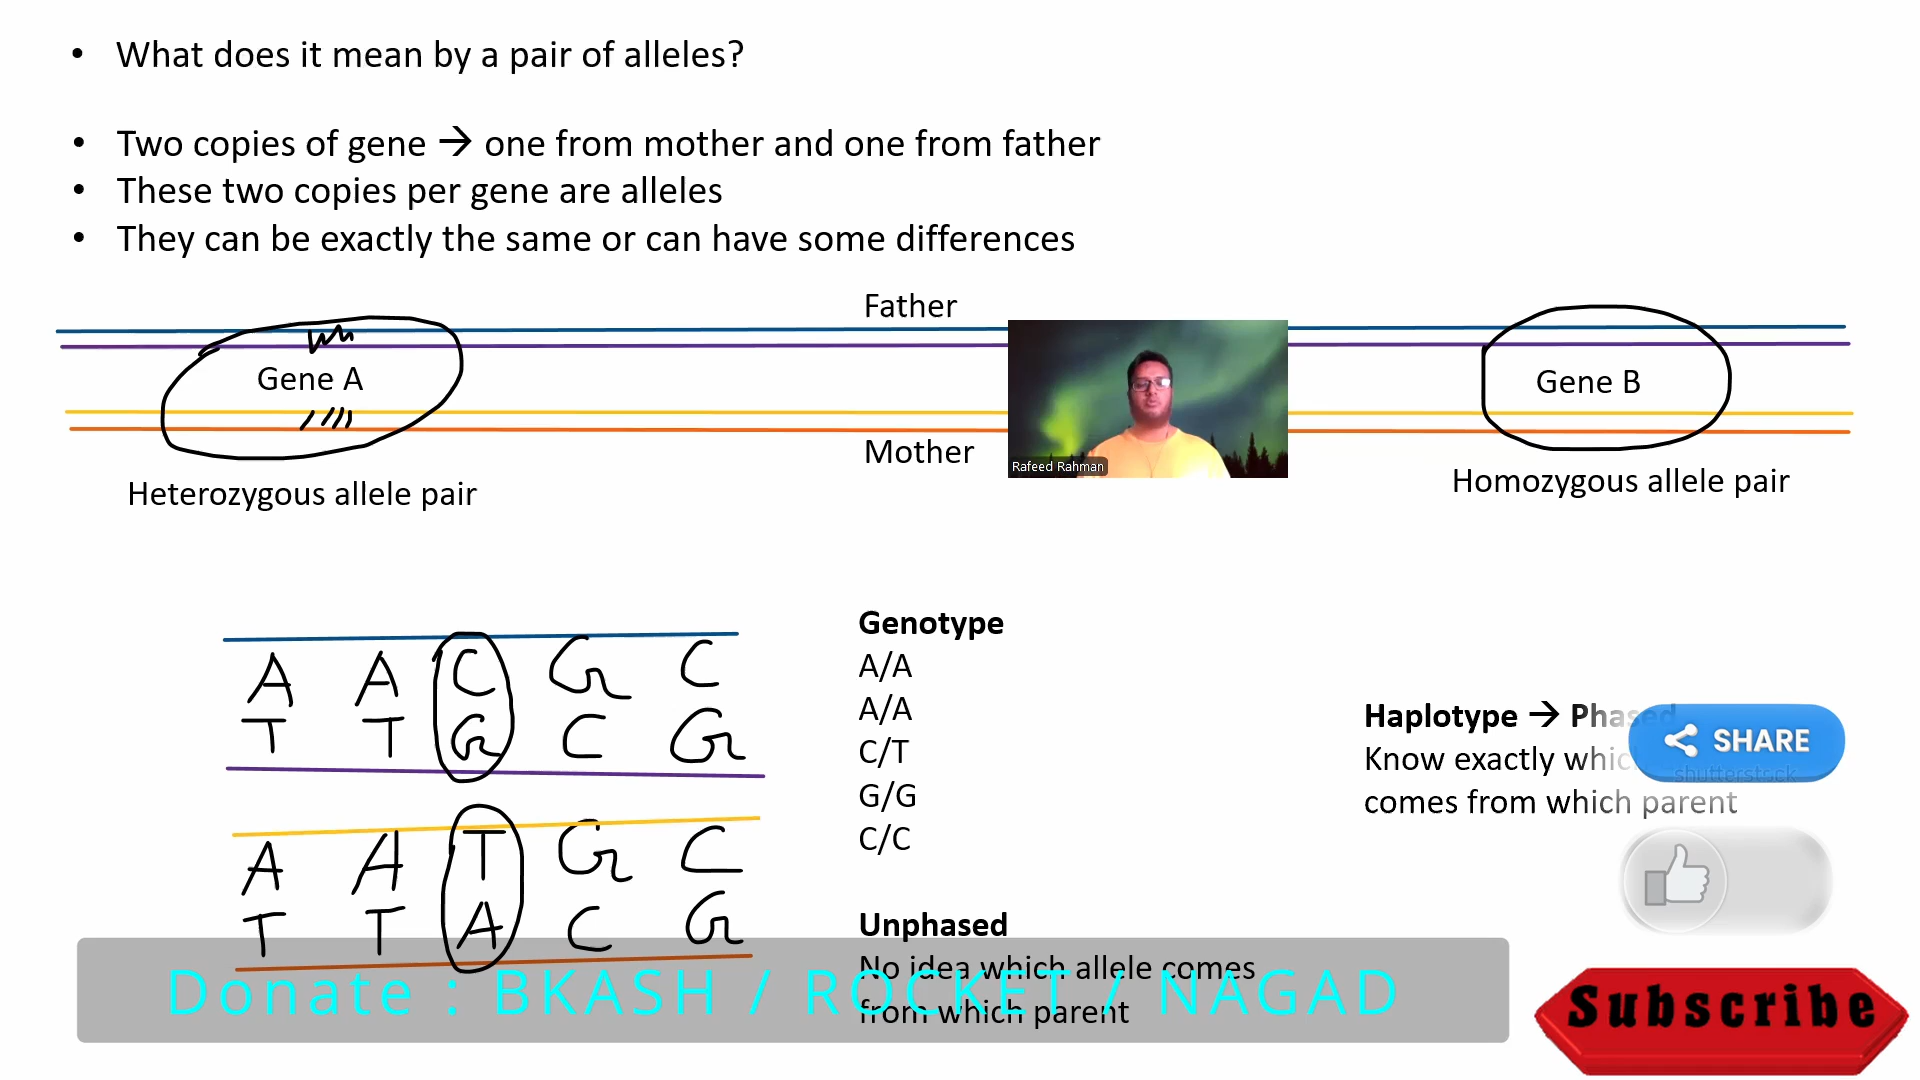 • What does it mean by a pair of alleles?
• Two copies of gene → one from mother and one from father
• These two copies per gene are alleles
• They can be exactly the same or can have some differences
Father
Gene A
Gene B
Mother
Rafeed Rahman
Heterozygous allele pair
Homozygous allele pair
A A C G C
T T G C G
A A T G C
T T A C G
Genotype
A/A
A/A
C/T
G/G
C/C
Unphased
No idea which allele comes
from which parent
Haplotype → Phased
Know exactly
comes from which parent
SHARE
shutterstock
Donate : BKASH / ROCKET / NAGAD
Subscribe